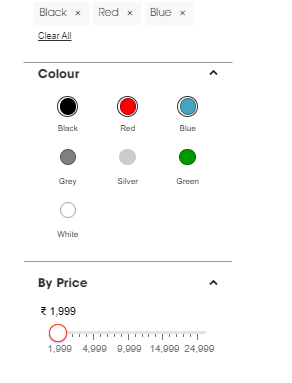 Black × Red × Blue ×
Clear All
Colour
Black Red Blue
Grey Silver Green
White
By Price
₹ 1,999
1,999 4,999 9,999 14,999 24,999